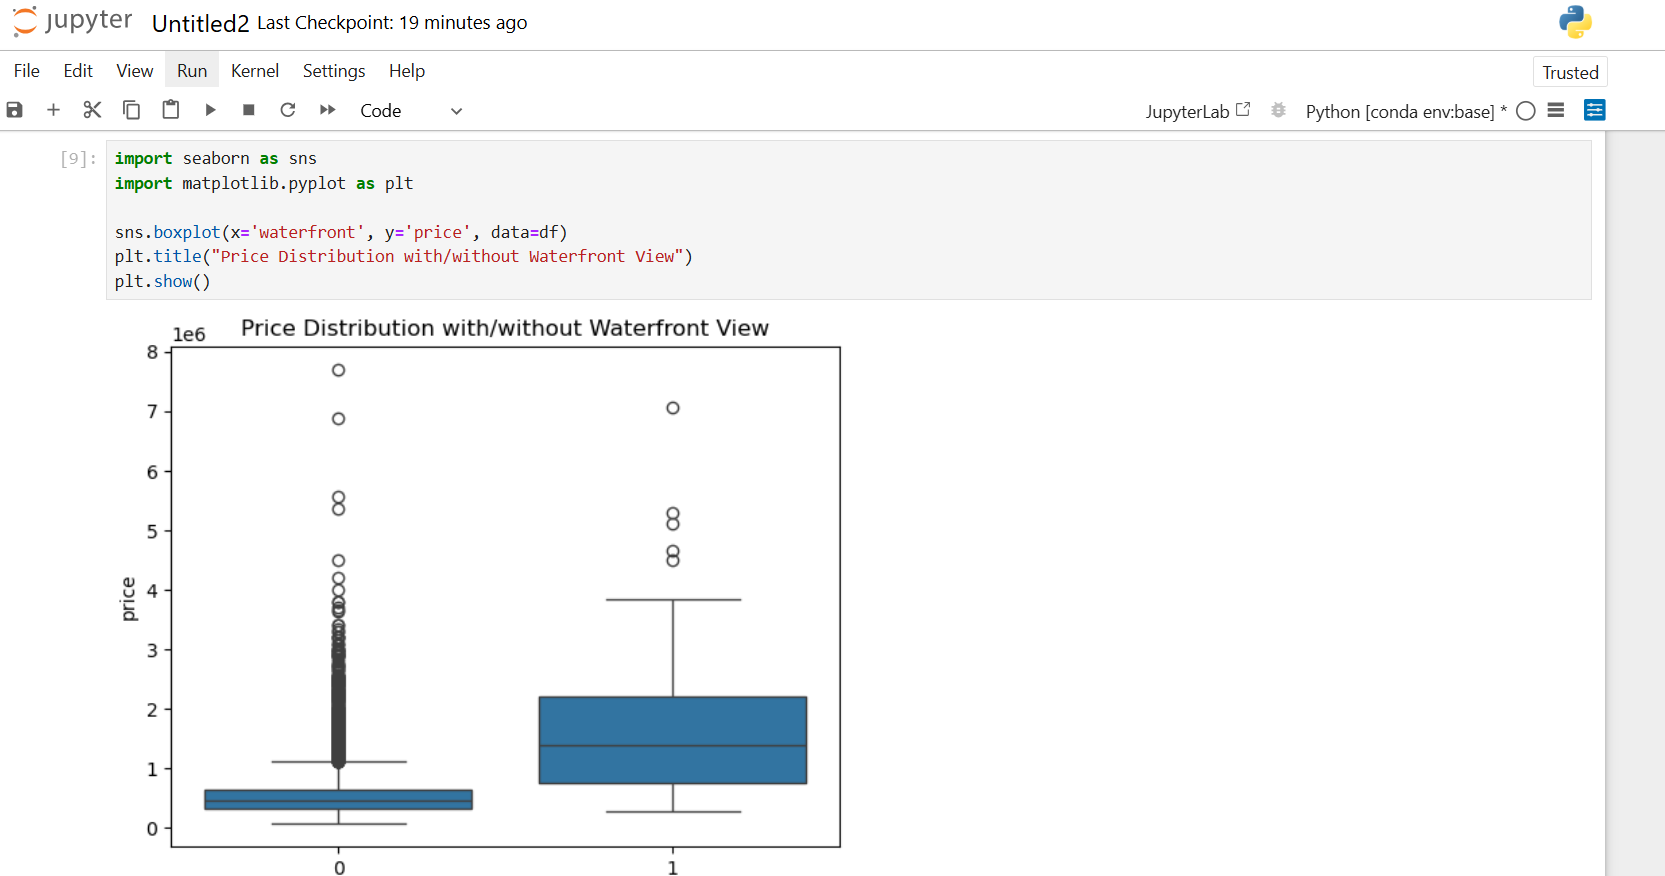 jupyter Untitled2 Last Checkpoint: 19 minutes ago
File Edit View Run Kernel Settings Help
Trusted
Code
JupyterLab
Python [conda env:base] *
[9]:
import seaborn as sns
import matplotlib.pyplot as plt
sns.boxplot(x='waterfront', y='price', data=df)
plt.title("Price Distribution with/without Waterfront View")
plt.show()
1e6
Price Distribution with/without Waterfront View
8
7
6
5
4
3
2
1
0
price
0 1